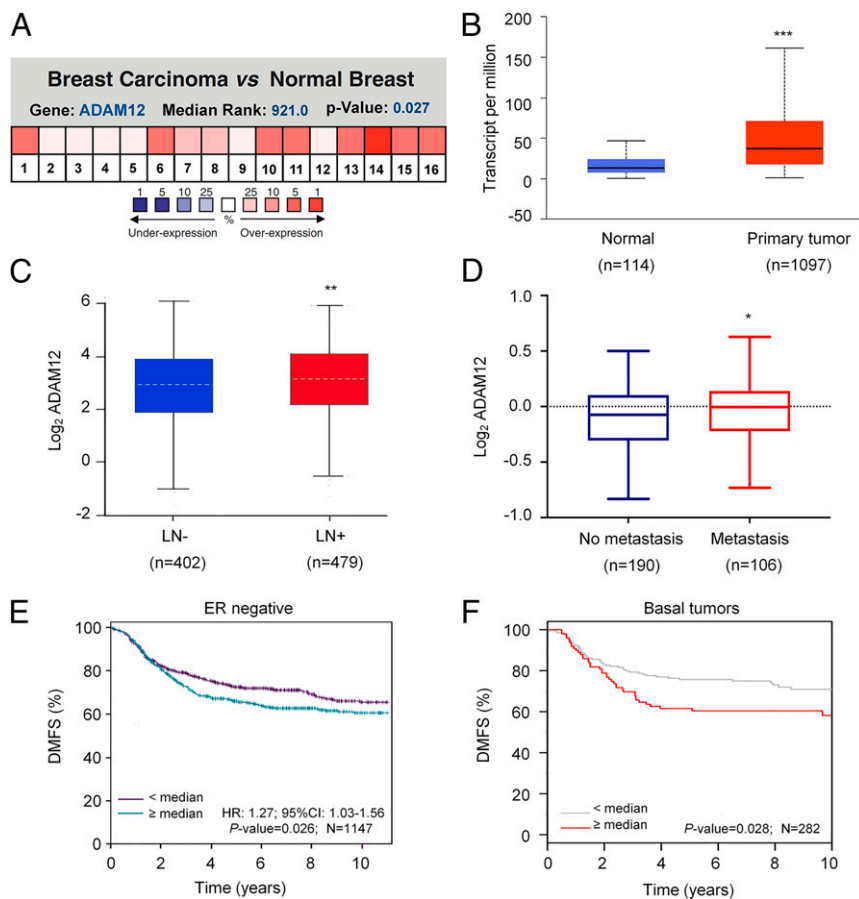 A
Breast Carcinoma vs Normal Breast
Gene: ADAM12 Median Rank: 921.0 p-Value: 0.027
1 2 3 4 5 6 7 8 9 10 11 12 13 14 15 16
1 5 10 25 25 10 5 1
%
Under-expression Over-expression
B
Transcript per million
200
150
100
50
0
50
***
Normal
(n=114)
Primary tumor
(n=1097)
C
Log₂ ADAM12
6
4
2
0
-2
**
LN-
(n=402)
LN+
(n=479)
D
Log₂ ADAM12
1.0
0.5
0.0
-0.5
-1.0
*
No metastasis
(n=190)
Metastasis
(n=106)
E
ER negative
DMFS (%)
100
80
60
40
20
0
< median
≥ median
HR: 1.27; 95%CI: 1.03-1.56
P-value=0.026; N=1147
0 2 4 6 8 10
Time (years)
F
Basal tumors
DMFS (%)
100
80
60
40
20
0
< median
≥ median
P-value=0.028; N=282
0 2 4 6 8 10
Time (years)